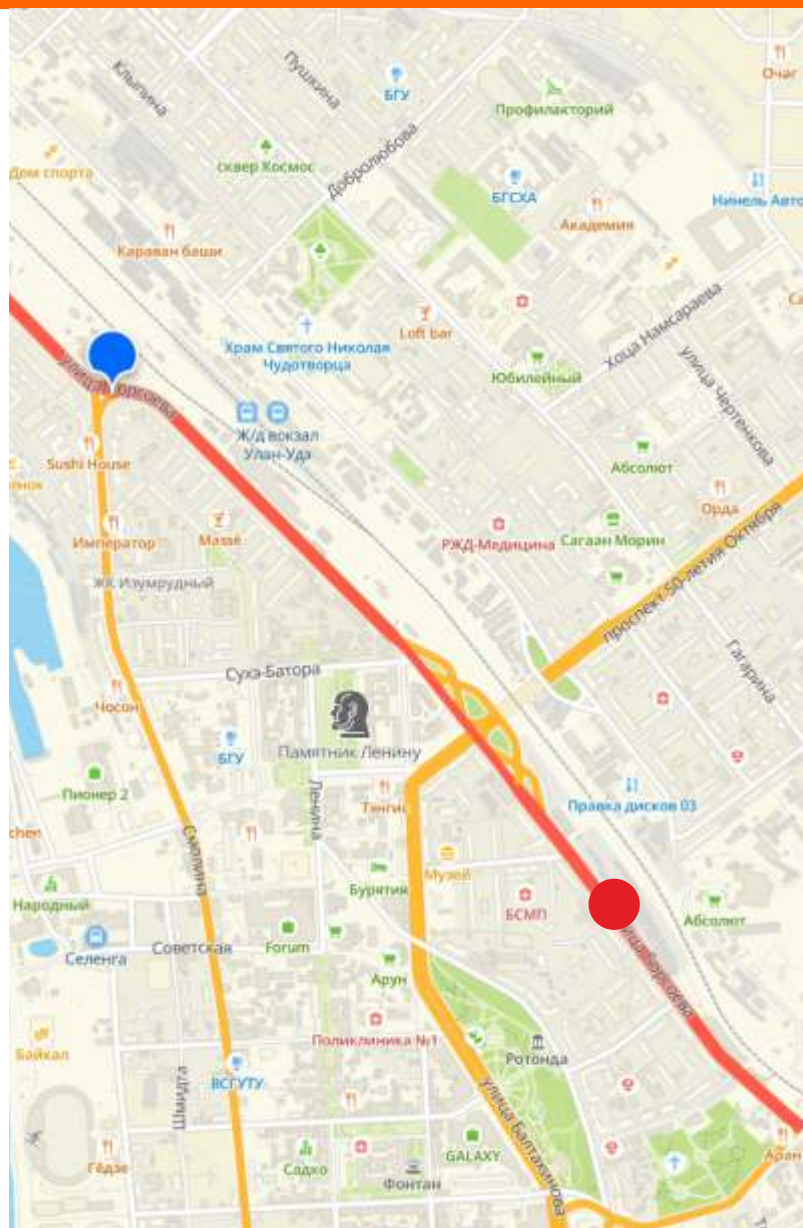 Очаг
Пушкина
Клыпина
БГУ
Профилакторий
Добролюбова
Дом спорта
сквер Космос
БГСХА
Нинель Авто
Академия
Караван баши
Хоца Намсараева
Храм Святого Николая
Чудотворца
Loft bar
Юбилейный
улица Чертенкова
Ж/д вокзал
Улан-Удэ
Sushi House
Абсолют
Орда
Император
Massé
РЖД-Медицина
Сагаан Морин
проспект 50-летия Октября
ЖК Изумрудный
Гагарина
Сухэ-Батора
Чосон
БГУ
Памятник Ленину
Пионер 2
Ленина
Тэнгис
Правка дисков 03
Смолина
Музей
Бурятия
БСМП
Абсолют
Народный
Советская
Forum
Селенга
Арун
Поликлиника №1
Ротонда
Байкал
ВСГУТУ
Шмидта
улица Балтахинова
GALAXY
Гёдзе
Садко
Фонтан
Аран